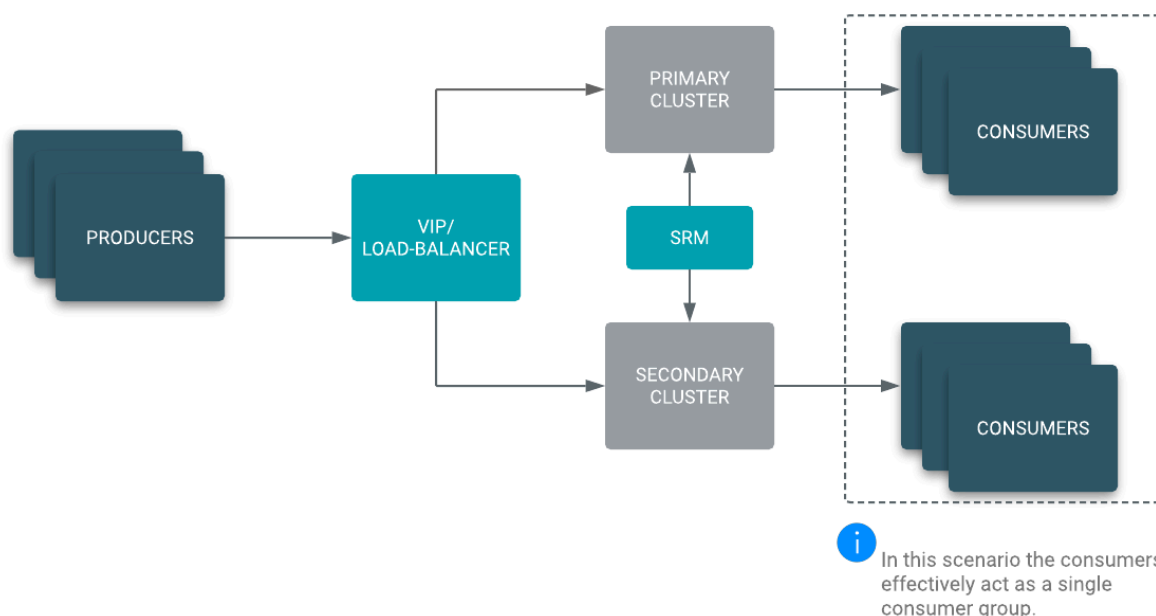 PRIMARY
CLUSTER
CONSUMERS
PRODUCERS
VIP/
LOAD-BALANCER
SRM
SECONDARY
CLUSTER
CONSUMERS
i
In this scenario the consumers
effectively act as a single
consumer group.